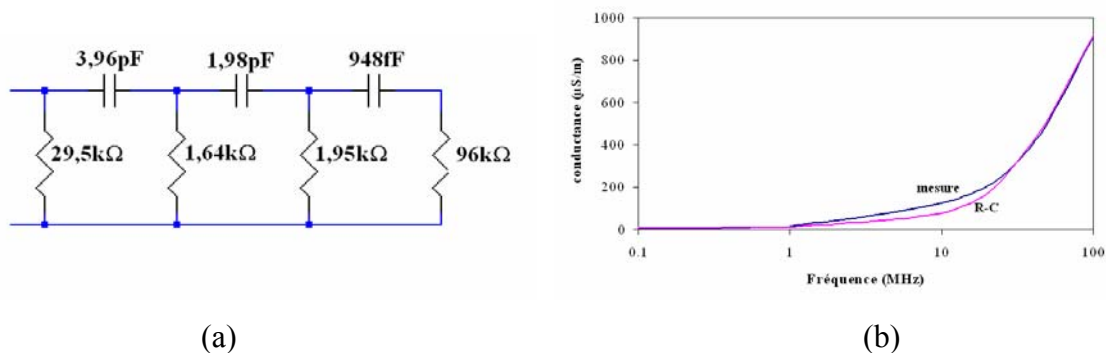 3,96pF 1,98pF 948fF
29,5kΩ 1,64kΩ 1,95kΩ 96kΩ
(a)
1000
800
600
400
200
0
conductance (µS/m)
mesure
R-C
0.1 1 10 100
Fréquence (MHz)
(b)